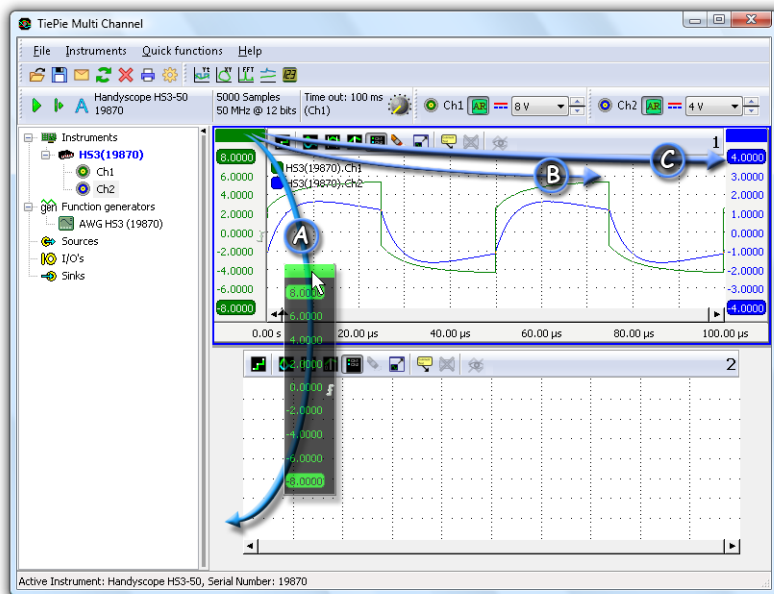 TiePie Multi Channel
File Instruments Quick functions Help
Yt XY FFT
Handyscope HS3-50
19870
5000 Samples
50 MHz @ 12 bits
Time out: 100 ms
(Ch1)
Ch1 AR 8 V
Ch2 AR 4 V
Instruments
HS3(19870)
Ch1
Ch2
gen Function generators
AWG HS3 (19870)
Sources
I/O's
Sinks
1
HS3(19870).Ch1
HS3(19870).Ch2
8.0000
6.0000
4.0000
2.0000
0.0000
-2.0000
-4.0000
-6.0000
-8.0000
4.0000
3.0000
2.0000
1.0000
0.0000
-1.0000
-2.0000
-3.0000
-4.0000
A
B
C
0.00 s 20.00 µs 40.00 µs 60.00 µs 80.00 µs 100.00 µs
2
8.0000
6.0000
4.0000
2.0000
0.0000
-2.0000
-4.0000
-6.0000
-8.0000
Active Instrument: Handyscope HS3-50, Serial Number: 19870